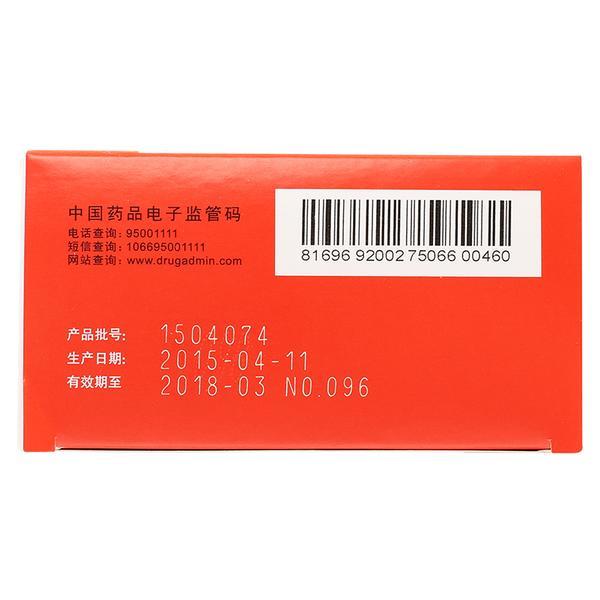 中国药品电子监管码
电话查询:95001111
短信查询:106695001111
网站查询:www.drugadmin.com
81696 92002 75066 00460
产品批号: 1504074
生产日期: 2015-04-11
有效期至 2018-03 NO.096